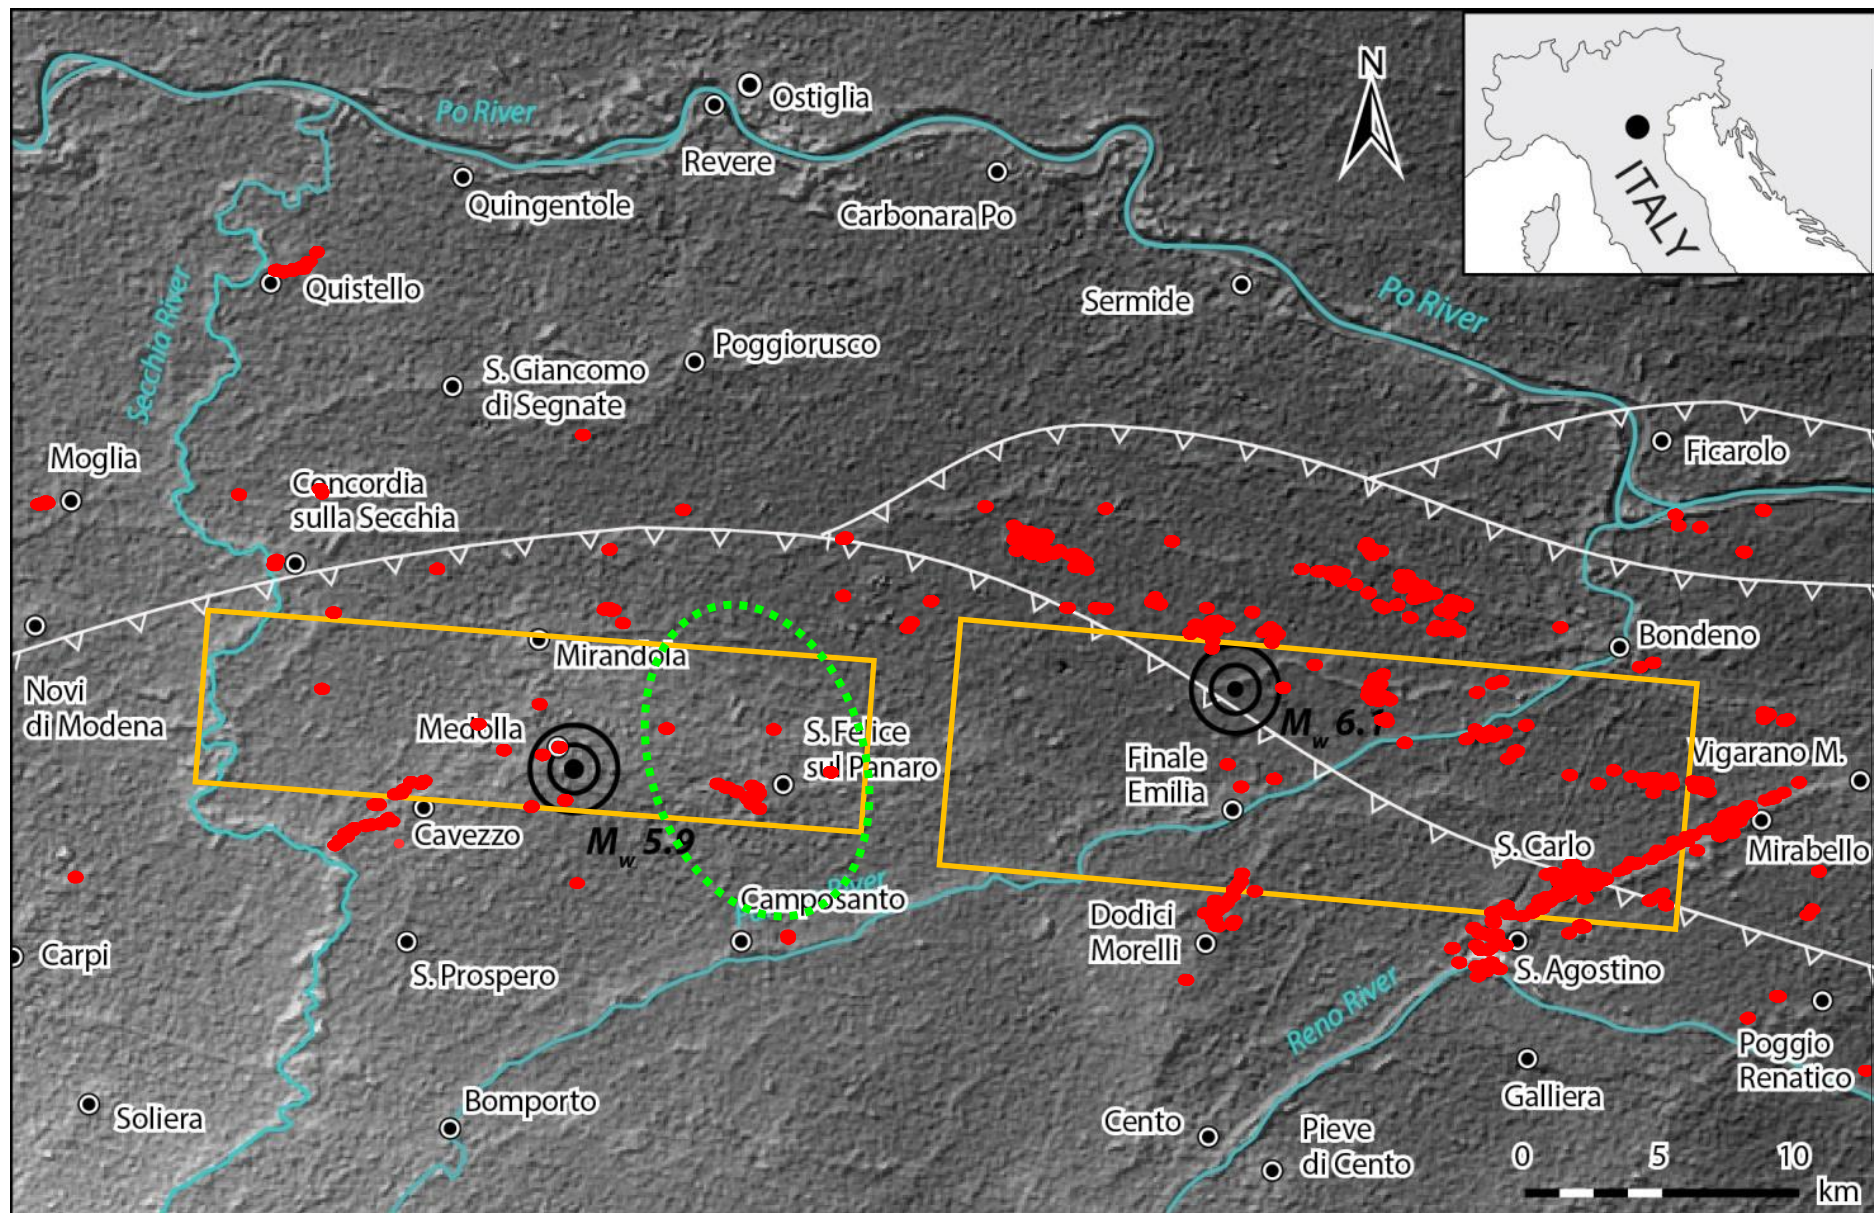 N
Ostiglia
Po River
Revere
Quingentole
Carbonara Po
ITALY
Quistello
Secchia River
Sermide
Po River
Poggiorusco
S. Giancomo
di Segnate
Moglia
Concordia
sulla Secchia
Ficarolo
Bondeno
Mirandola
Novi
di Modena
Medolla
S. Felice
sul Panaro
Mw 6.1
Finale
Emilia
Vigarano M.
Cavezzo
Mw 5.9
S. Carlo
Mirabello
River
Camposanto
Dodici
Morelli
Carpi
S. Prospero
S. Agostino
Reno River
Poggio
Renatico
Galliera
Bomporto
Soliera
Cento
Pieve
di Cento
0 5 10
km